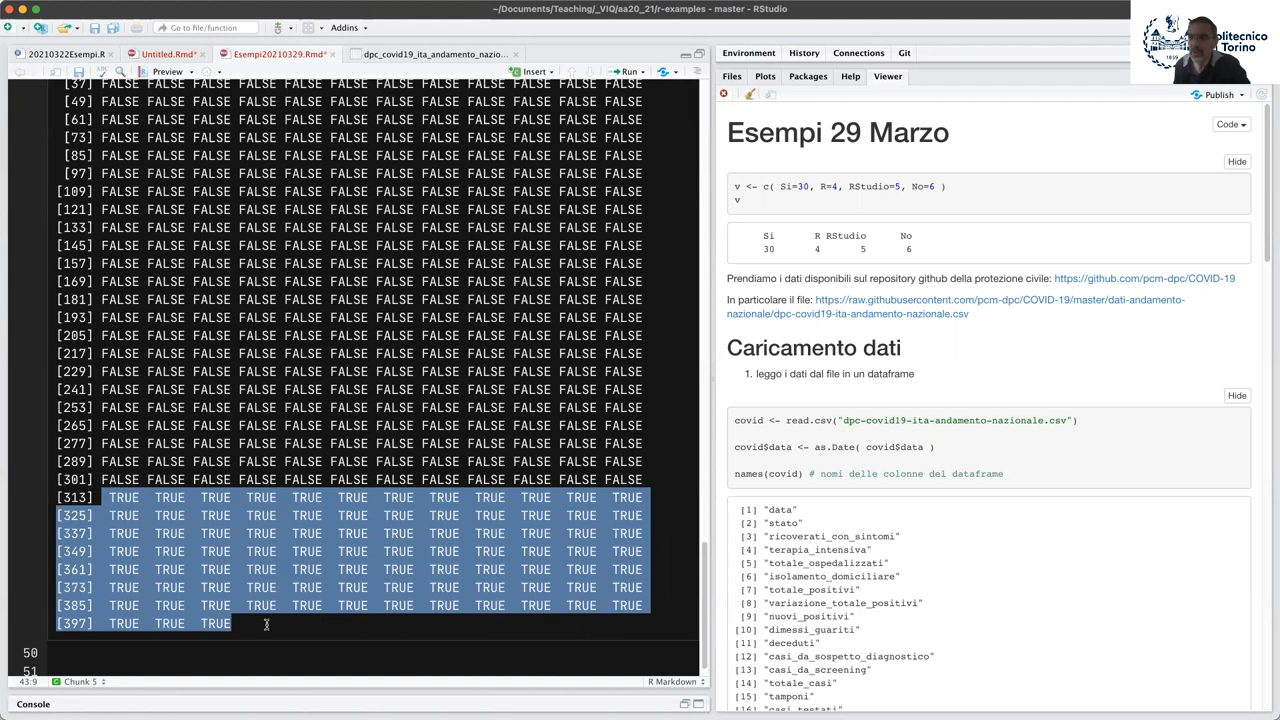 ~/Documents/Teaching/_VIQ/aa20_21/r-examples - master - RStudio
Go to file/function
Addins
20210322Esempi.R
Untitled.Rmd*
Esempi20210329.Rmd*
dpc_covid19_ita_andamento_nazio...
Preview
Insert
Run
[37] FALSE FALSE FALSE FALSE FALSE FALSE FALSE FALSE FALSE FALSE FALSE FALSE
[49] FALSE FALSE FALSE FALSE FALSE FALSE FALSE FALSE FALSE FALSE FALSE FALSE
[61] FALSE FALSE FALSE FALSE FALSE FALSE FALSE FALSE FALSE FALSE FALSE FALSE
[73] FALSE FALSE FALSE FALSE FALSE FALSE FALSE FALSE FALSE FALSE FALSE FALSE
[85] FALSE FALSE FALSE FALSE FALSE FALSE FALSE FALSE FALSE FALSE FALSE FALSE
[97] FALSE FALSE FALSE FALSE FALSE FALSE FALSE FALSE FALSE FALSE FALSE FALSE
[109] FALSE FALSE FALSE FALSE FALSE FALSE FALSE FALSE FALSE FALSE FALSE FALSE
[121] FALSE FALSE FALSE FALSE FALSE FALSE FALSE FALSE FALSE FALSE FALSE FALSE
[133] FALSE FALSE FALSE FALSE FALSE FALSE FALSE FALSE FALSE FALSE FALSE FALSE
[145] FALSE FALSE FALSE FALSE FALSE FALSE FALSE FALSE FALSE FALSE FALSE FALSE
[157] FALSE FALSE FALSE FALSE FALSE FALSE FALSE FALSE FALSE FALSE FALSE FALSE
[169] FALSE FALSE FALSE FALSE FALSE FALSE FALSE FALSE FALSE FALSE FALSE FALSE
[181] FALSE FALSE FALSE FALSE FALSE FALSE FALSE FALSE FALSE FALSE FALSE FALSE
[193] FALSE FALSE FALSE FALSE FALSE FALSE FALSE FALSE FALSE FALSE FALSE FALSE
[205] FALSE FALSE FALSE FALSE FALSE FALSE FALSE FALSE FALSE FALSE FALSE FALSE
[217] FALSE FALSE FALSE FALSE FALSE FALSE FALSE FALSE FALSE FALSE FALSE FALSE
[229] FALSE FALSE FALSE FALSE FALSE FALSE FALSE FALSE FALSE FALSE FALSE FALSE
[241] FALSE FALSE FALSE FALSE FALSE FALSE FALSE FALSE FALSE FALSE FALSE FALSE
[253] FALSE FALSE FALSE FALSE FALSE FALSE FALSE FALSE FALSE FALSE FALSE FALSE
[265] FALSE FALSE FALSE FALSE FALSE FALSE FALSE FALSE FALSE FALSE FALSE FALSE
[277] FALSE FALSE FALSE FALSE FALSE FALSE FALSE FALSE FALSE FALSE FALSE FALSE
[289] FALSE FALSE FALSE FALSE FALSE FALSE FALSE FALSE FALSE FALSE FALSE FALSE
[301] FALSE FALSE FALSE FALSE FALSE FALSE FALSE FALSE FALSE FALSE FALSE FALSE
[313] TRUE TRUE TRUE TRUE TRUE TRUE TRUE TRUE TRUE TRUE TRUE TRUE
[325] TRUE TRUE TRUE TRUE TRUE TRUE TRUE TRUE TRUE TRUE TRUE TRUE
[337] TRUE TRUE TRUE TRUE TRUE TRUE TRUE TRUE TRUE TRUE TRUE TRUE
[349] TRUE TRUE TRUE TRUE TRUE TRUE TRUE TRUE TRUE TRUE TRUE TRUE
[361] TRUE TRUE TRUE TRUE TRUE TRUE TRUE TRUE TRUE TRUE TRUE TRUE
[373] TRUE TRUE TRUE TRUE TRUE TRUE TRUE TRUE TRUE TRUE TRUE TRUE
[385] TRUE TRUE TRUE TRUE TRUE TRUE TRUE TRUE TRUE TRUE TRUE TRUE
[397] TRUE TRUE TRUE
50
51
43:9 Chunk 5 R Markdown
Console
Environment History Connections Git
Files Plots Packages Help Viewer
Publish
Politecnico
Torino
1859
Esempi 29 Marzo
Code
Hide
v <- c( Si=30, R=4, RStudio=5, No=6 )
v
Si R RStudio No
30 4 5 6
Prendiamo i dati disponibili sul repository github della protezione civile: https://github.com/pcm-dpc/COVID-19
In particolare il file: https://raw.githubusercontent.com/pcm-dpc/COVID-19/master/dati-andamento-
nazionale/dpc-covid19-ita-andamento-nazionale.csv
Caricamento dati
1. leggo i dati dal file in un dataframe
Hide
covid <- read.csv("dpc-covid19-ita-andamento-nazionale.csv")
covid$data <- as.Date( covid$data )
names(covid) # nomi delle colonne del dataframe
[1] "data"
[2] "stato"
[3] "ricoverati_con_sintomi"
[4] "terapia_intensiva"
[5] "totale_ospedalizzati"
[6] "isolamento_domiciliare"
[7] "totale_positivi"
[8] "variazione_totale_positivi"
[9] "nuovi_positivi"
[10] "dimessi_guariti"
[11] "deceduti"
[12] "casi_da_sospetto_diagnostico"
[13] "casi_da_screening"
[14] "totale_casi"
[15] "tamponi"
[16] "casi_testati"